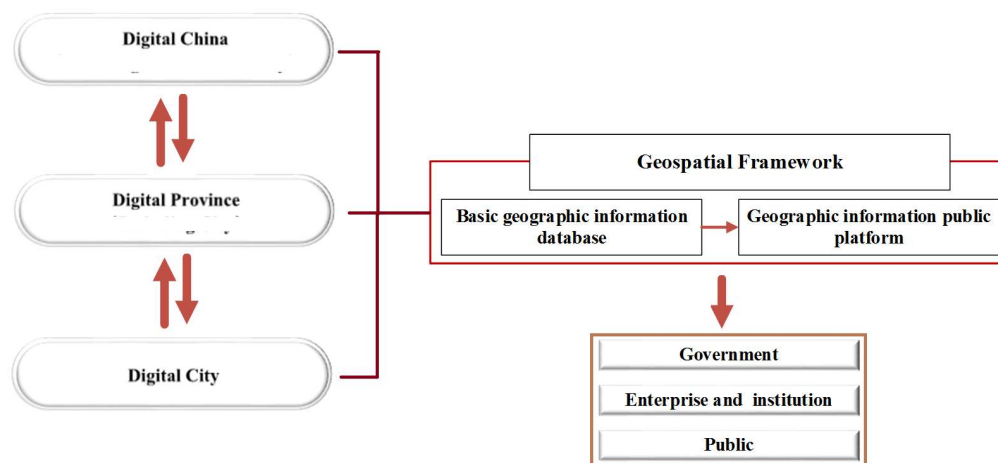 Digital China
Digital Province
Digital City
Geospatial Framework
Basic geographic information
database
Geographic information public
platform
Government
Enterprise and institution
Public